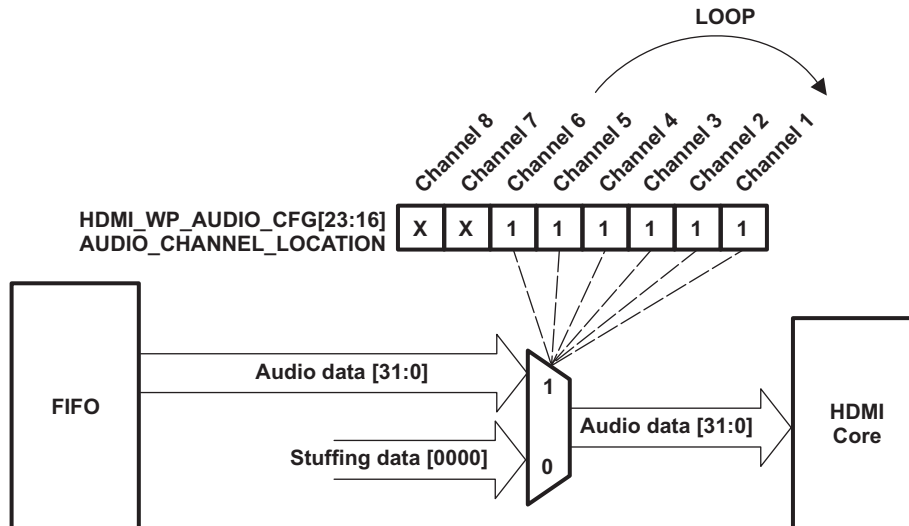 LOOP
Channel 8
Channel 7
Channel 6
Channel 5
Channel 4
Channel 3
Channel 2
Channel 1
HDMI_WP_AUDIO_CFG[23:16]
AUDIO_CHANNEL_LOCATION
X X 1 1 1 1 1 1
FIFO
Audio data [31:0]
1
Stuffing data [0000]
0
Audio data [31:0]
HDMI
Core